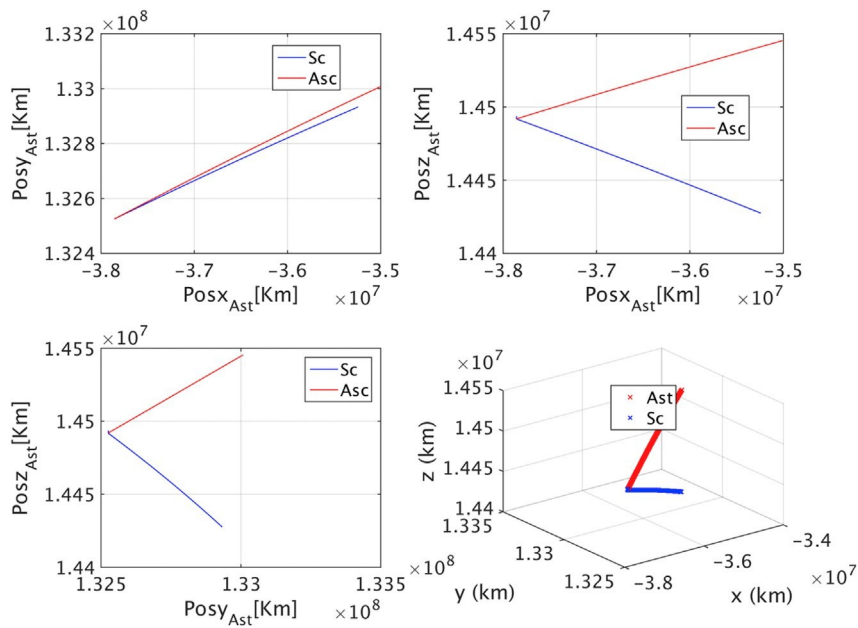 ×10^8
1.332
1.33
1.328
1.326
1.324
Posy_Ast[Km]
Sc
Asc
−3.8 −3.7 −3.6 −3.5
Posx_Ast[Km] ×10^7
×10^7
1.455
1.45
1.445
1.44
Posz_Ast[Km]
Sc
Asc
−3.8 −3.7 −3.6 −3.5
Posx_Ast[Km] ×10^7
×10^7
1.455
1.45
1.445
1.44
Posz_Ast[Km]
Sc
Asc
1.325 1.33 1.335
Posy_Ast[Km] ×10^8
×10^7
1.455
1.45
1.445
1.44
z (km)
Ast
Sc
1.335
1.33
1.325
×10^8
y (km)
−3.8
−3.6
−3.4
×10^7
x (km)